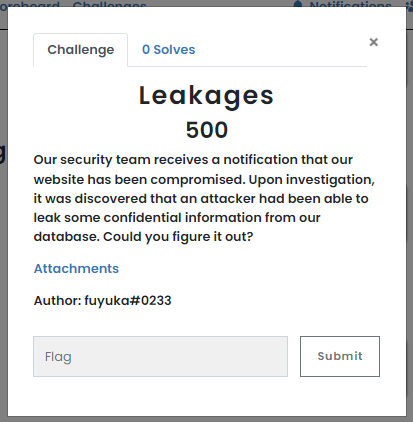 oreboard Challenges Notifications
Challenge
0 Solves
×
Leakages
500
Our security team receives a notification that our
website has been compromised. Upon investigation,
it was discovered that an attacker had been able to
leak some confidential information from our
database. Could you figure it out?
Attachments
Author: fuyuka#0233
Flag
Submit